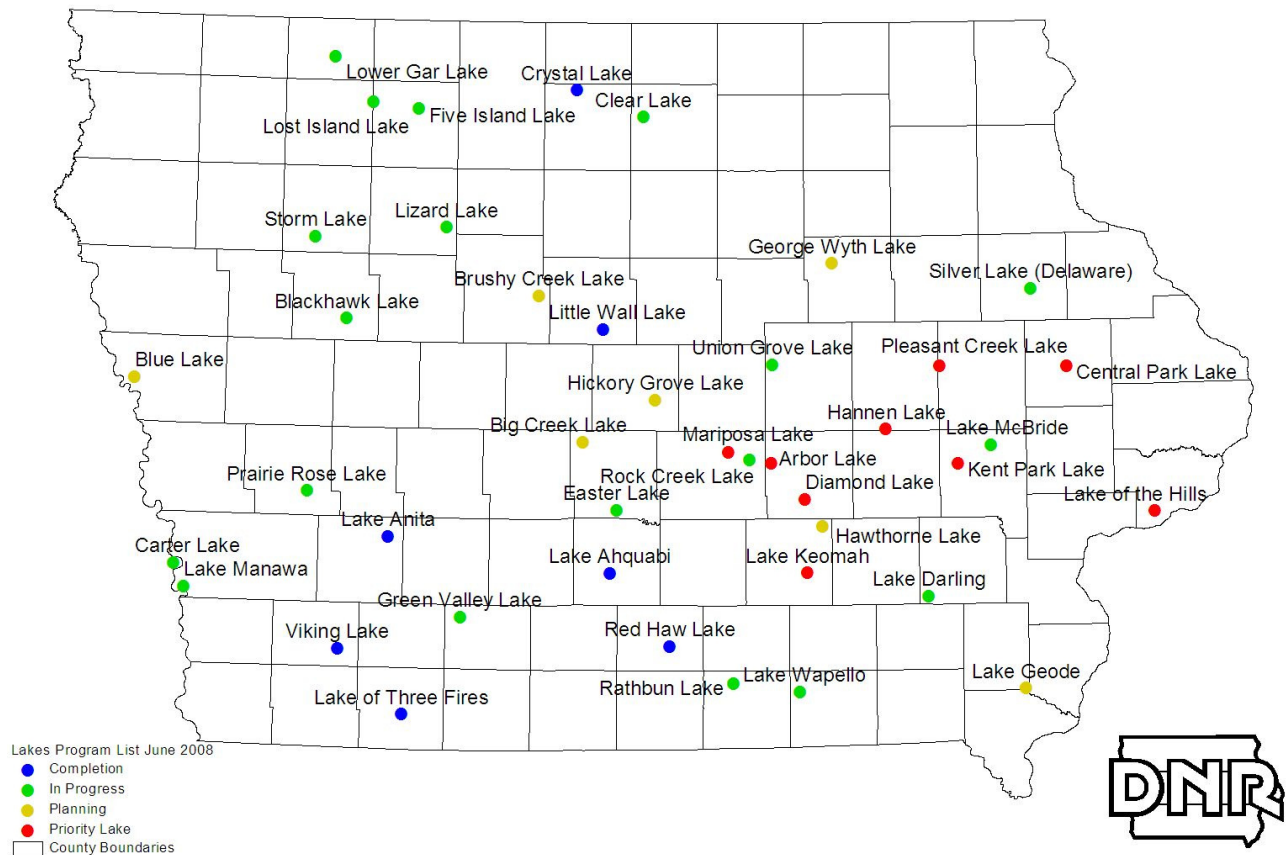 Lower Gar Lake
Crystal Lake
Clear Lake
Five Island Lake
Lost Island Lake
Lizard Lake
Storm Lake
George Wyth Lake
Silver Lake (Delaware)
Brushy Creek Lake
Blackhawk Lake
Little Wall Lake
Union Grove Lake
Pleasant Creek Lake
Blue Lake
Central Park Lake
Hickory Grove Lake
Hannen Lake
Big Creek Lake
Lake McBride
Mariposa Lake
Arbor Lake
Kent Park Lake
Prairie Rose Lake
Rock Creek Lake
Diamond Lake
Easter Lake
Lake of the Hills
Lake Anita
Hawthorne Lake
Carter Lake
Lake Ahquabi
Lake Keomah
Lake Manawa
Lake Darling
Green Valley Lake
Viking Lake
Red Haw Lake
Lake Geode
Lake Wapello
Rathbun Lake
Lake of Three Fires
Lakes Program List June 2008
Completion
In Progress
Planning
Priority Lake
County Boundaries
DNR